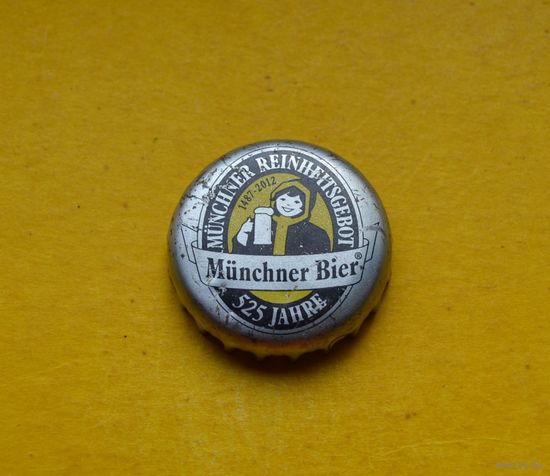 MÜNCHNER REINHEITSGEBOT
1487-2012
Münchner Bier®
525 JAHRE